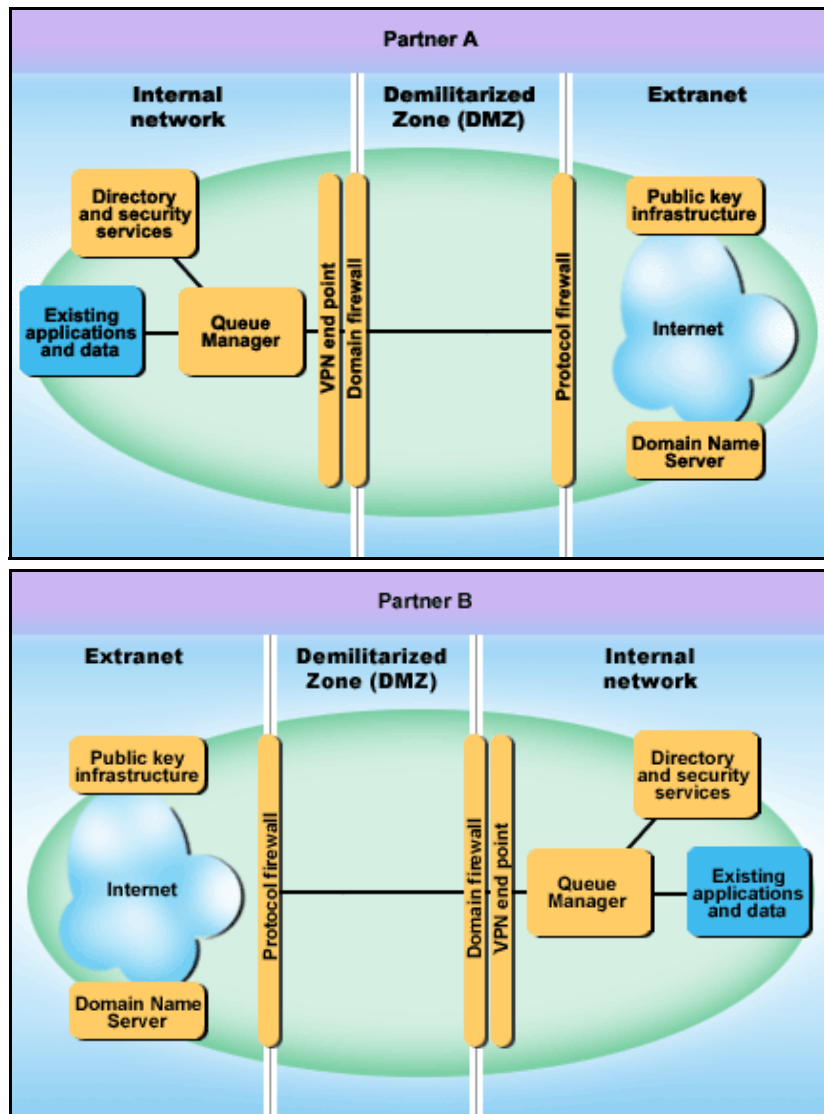 Partner A
Internal
network
Demilitarized
Zone (DMZ)
Extranet
Directory
and security
services
Existing
applications
and data
Queue
Manager
VPN end point
Domain firewall
Protocol firewall
Public key
infrastructure
Internet
Domain Name
Server
Partner B
Extranet
Demilitarized
Zone (DMZ)
Internal
network
Public key
infrastructure
Internet
Domain Name
Server
Protocol firewall
Domain firewall
VPN end point
Directory
and security
services
Queue
Manager
Existing
applications
and data